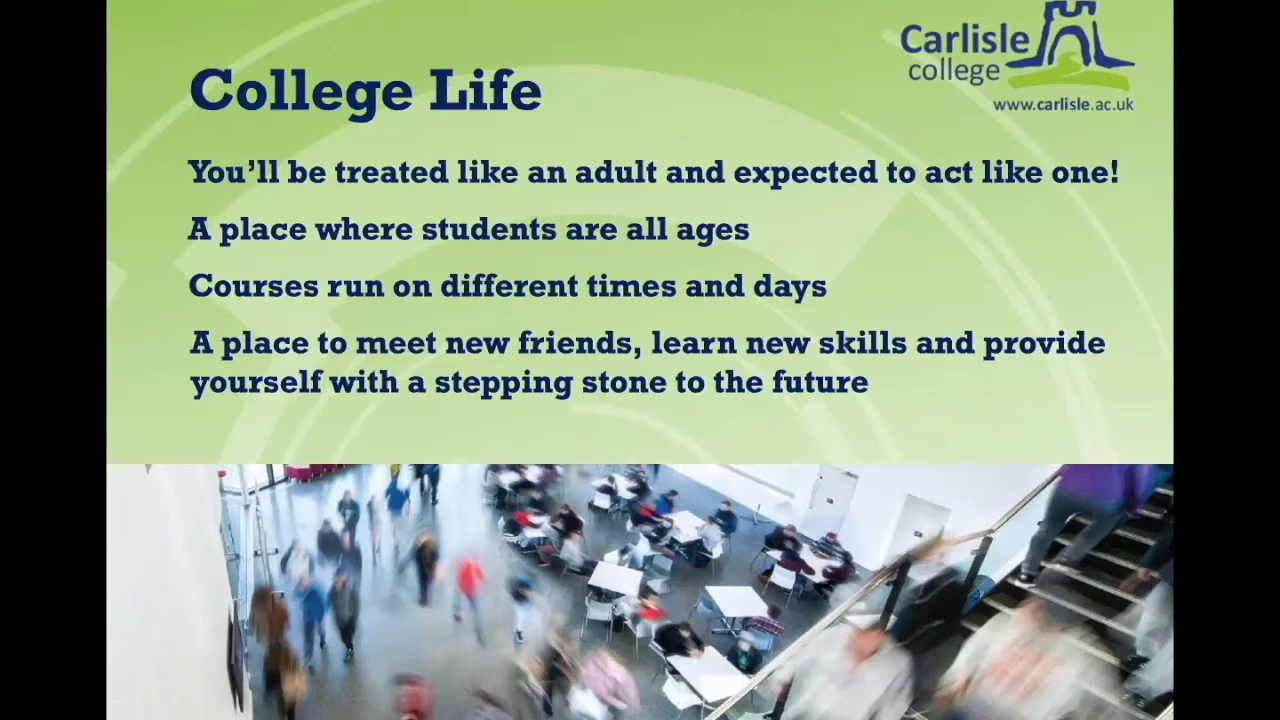 Carlisle
college
www.carlisle.ac.uk
College Life
You'll be treated like an adult and expected to act like one!
A place where students are all ages
Courses run on different times and days
A place to meet new friends, learn new skills and provide
yourself with a stepping stone to the future